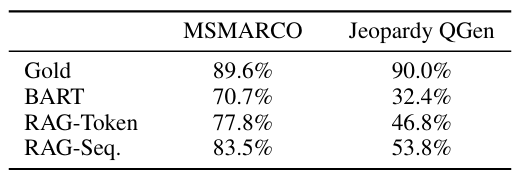 MSMARCO Jeopardy QGen
Gold 89.6% 90.0%
BART 70.7% 32.4%
RAG-Token 77.8% 46.8%
RAG-Seq. 83.5% 53.8%